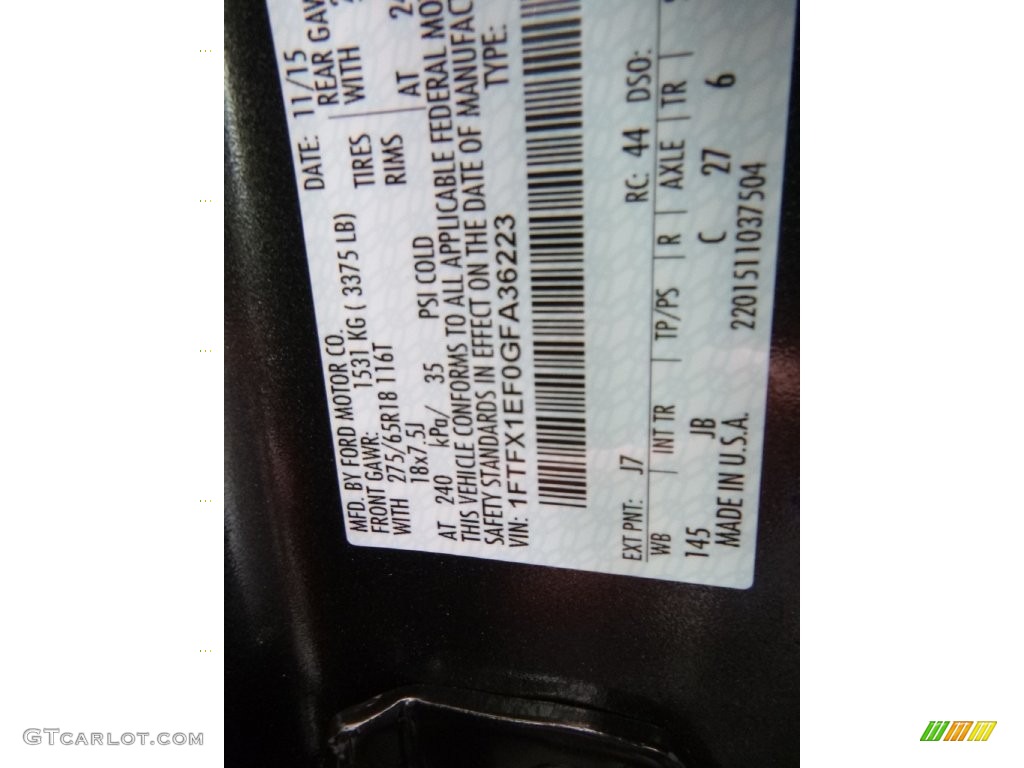 MFD. BY FORD MOTOR CO. DATE: 11/15
FRONT GAWR: 1531 KG ( 3375 LB) REAR GAW
WITH 275/65R18 116T TIRES WITH
18x7.5J RIMS
AT 240 kPa/ 35 PSI COLD AT 24
THIS VEHICLE CONFORMS TO ALL APPLICABLE FEDERAL MO
SAFETY STANDARDS IN EFFECT ON THE DATE OF MANUFAC
VIN: 1FTFX1EF0GFA36223 TYPE:
EXT PNT: J7 RC: 44 DSO:
WB | INT TR | TP/PS | R | AXLE | TR |
145 JB C 27 6
MADE IN U.S.A. 220151103750 4
GTCARLOT.COM